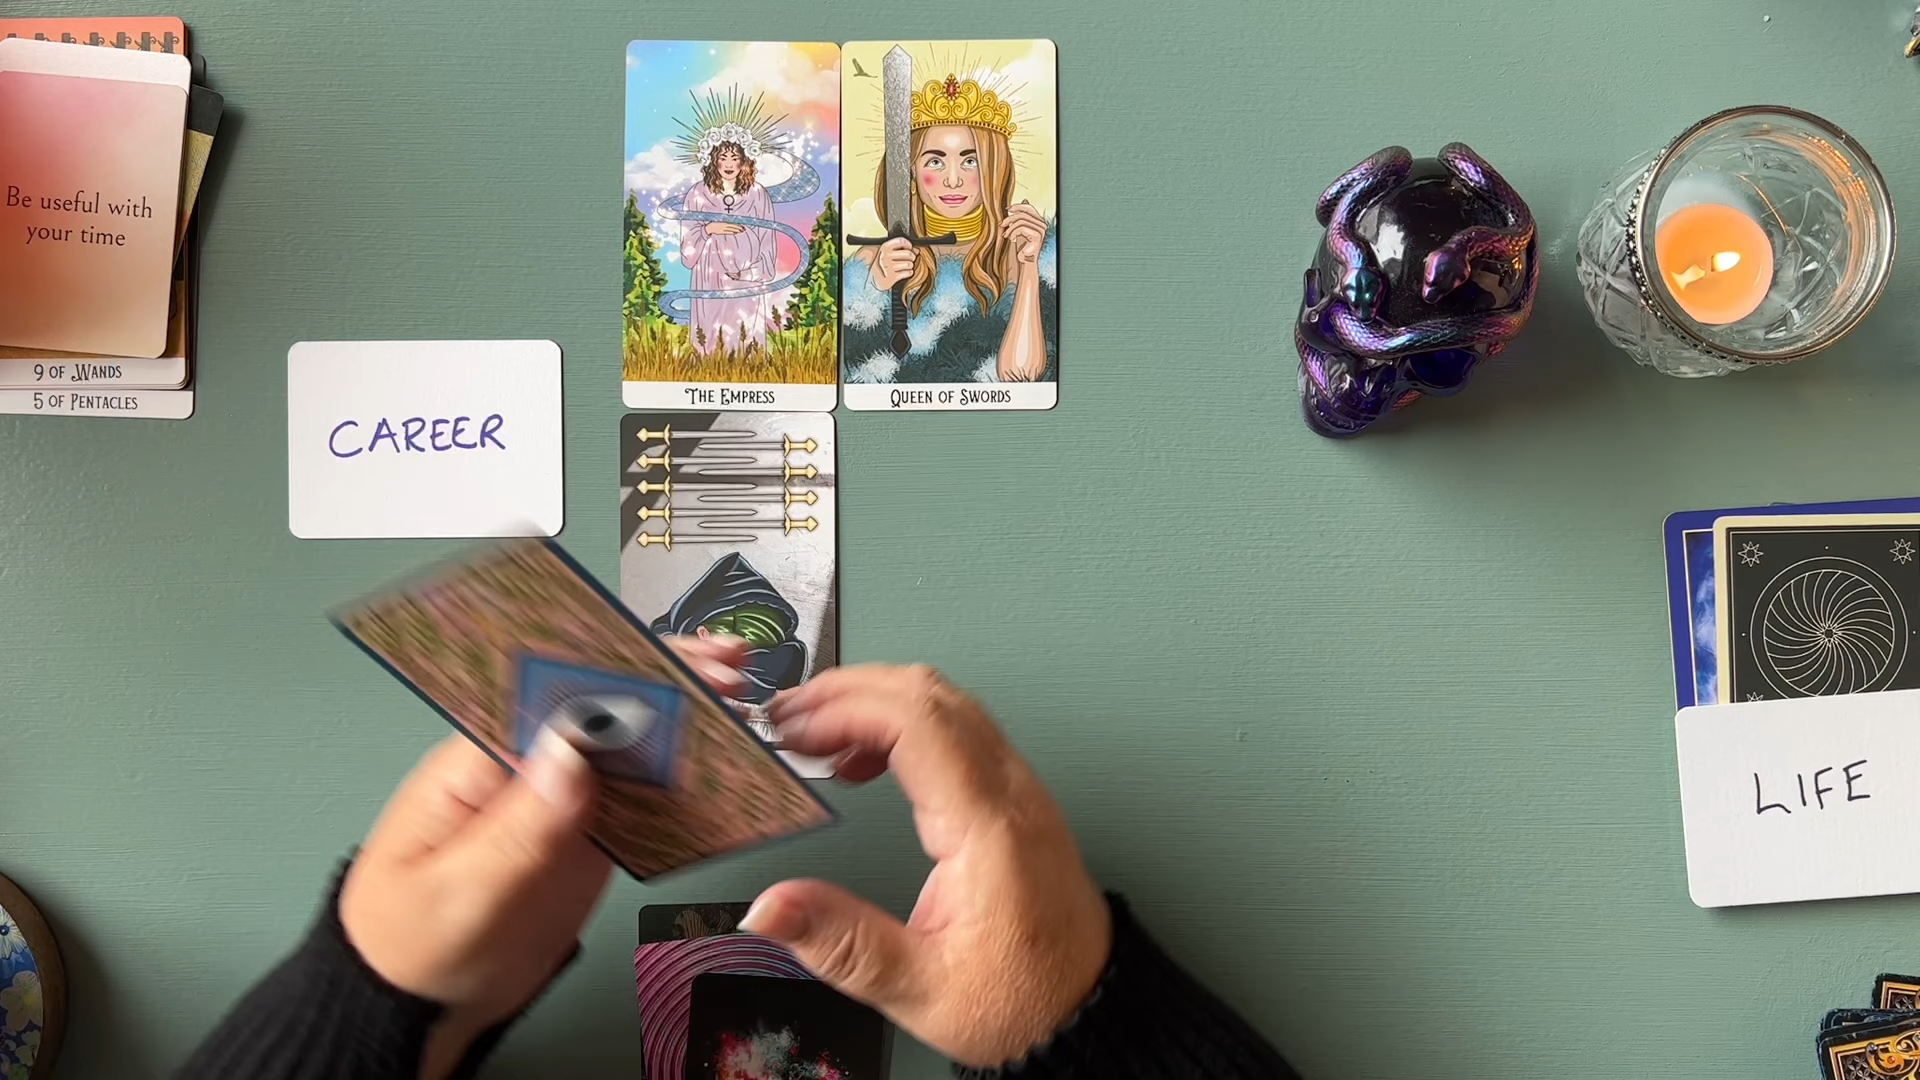 Be useful with
your time
9 OF WANDS
5 OF PENTACLES
CAREER
THE EMPRESS
QUEEN OF SWORDS
LIFE